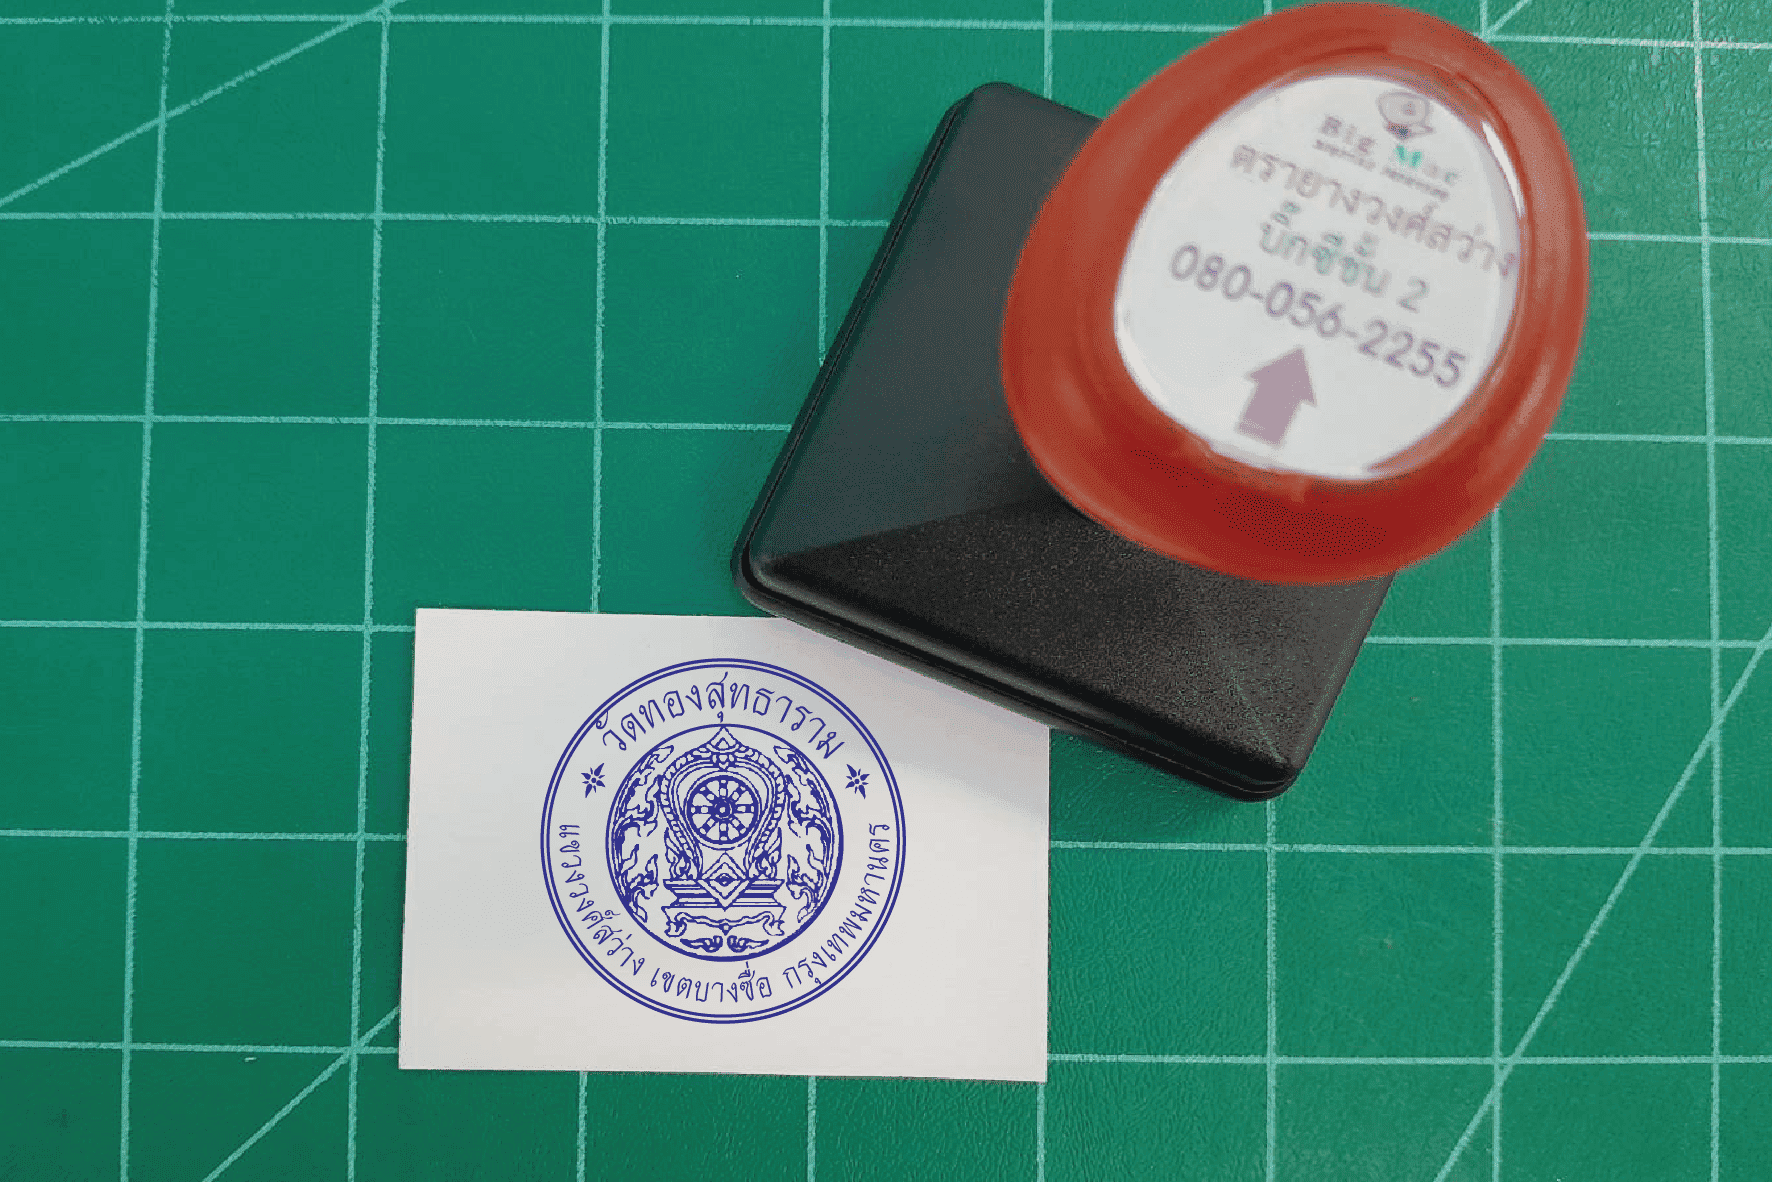 Big Mac
ตรายางวงศ์สว่าง
บิ๊กซีชั้น 2
080-056-2255
วัดทองสุทธาราม
แขวงวงศ์สว่าง เขตบางซื่อ กรุงเทพมหานคร